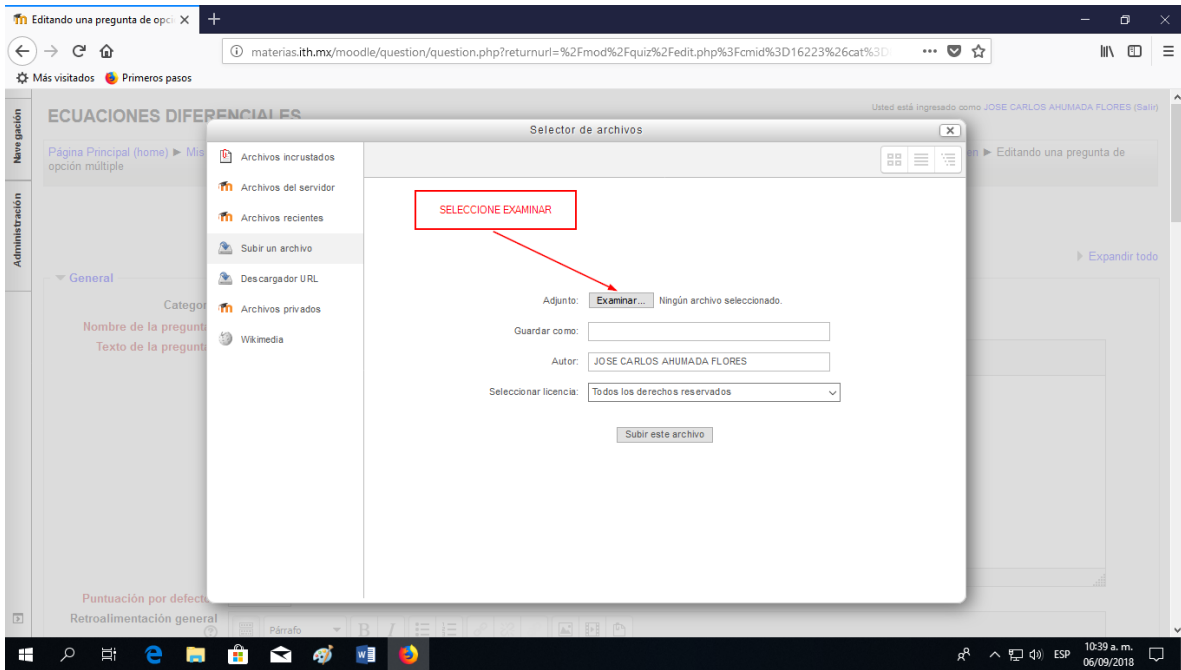 Editando una pregunta de opci
materias.ith.mx/moodle/question/question.php?returnurl=%2Fmod%2Fquiz%2Fedit.php%3Fcmid%3D16223%26cat%3D
Más visitados Primeros pasos
Navegación
Administración
ECUACIONES DIFERENCIALES
Usted está ingresado como JOSE CARLOS AHUMADA FLORES (Salir)
Página Principal (home) ► Mis
en ► Editando una pregunta de
opción múltiple
Expandir todo
General
Categor
Nombre de la pregunta
Texto de la pregunta
Puntuación por defecto
Retroalimentación general
Párrafo
B I
Selector de archivos
Archivos incrustados
Archivos del servidor
Archivos recientes
Subir un archivo
Descargador URL
Archivos privados
Wikimedia
SELECCIONE EXAMINAR
Adjunto: Examinar... Ningún archivo seleccionado.
Guardar como:
Autor: JOSE CARLOS AHUMADA FLORES
Seleccionar licencia: Todos los derechos reservados
Subir este archivo
ESP
10:39 a. m.
06/09/2018